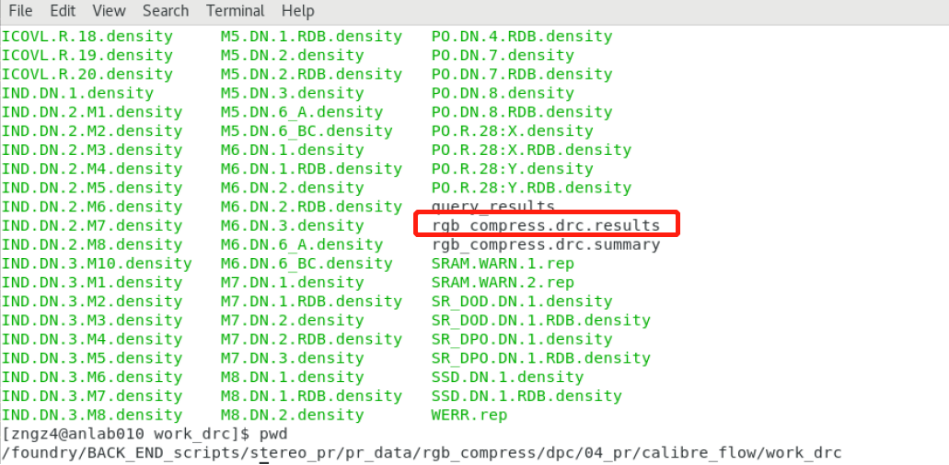 File Edit View Search Terminal Help
ICOVL.R.18.density M5.DN.1.RDB.density PO.DN.4.RDB.density
ICOVL.R.19.density M5.DN.2.density PO.DN.7.density
ICOVL.R.20.density M5.DN.2.RDB.density PO.DN.7.RDB.density
IND.DN.1.density M5.DN.3.density PO.DN.8.density
IND.DN.2.M1.density M5.DN.6_A.density PO.DN.8.RDB.density
IND.DN.2.M2.density M5.DN.6_BC.density PO.R.28:X.density
IND.DN.2.M3.density M6.DN.1.density PO.R.28:X.RDB.density
IND.DN.2.M4.density M6.DN.1.RDB.density PO.R.28:Y.density
IND.DN.2.M5.density M6.DN.2.density PO.R.28:Y.RDB.density
IND.DN.2.M6.density M6.DN.2.RDB.density query_results
IND.DN.2.M7.density M6.DN.3.density rgb_compress.drc.results
IND.DN.2.M8.density M6.DN.6_A.density rgb_compress.drc.summary
IND.DN.3.M10.density M6.DN.6_BC.density SRAM.WARN.1.rep
IND.DN.3.M1.density M7.DN.1.density SRAM.WARN.2.rep
IND.DN.3.M2.density M7.DN.1.RDB.density SR_DOD.DN.1.density
IND.DN.3.M3.density M7.DN.2.density SR_DOD.DN.1.RDB.density
IND.DN.3.M4.density M7.DN.2.RDB.density SR_DPO.DN.1.density
IND.DN.3.M5.density M7.DN.3.density SR_DPO.DN.1.RDB.density
IND.DN.3.M6.density M8.DN.1.density SSD.DN.1.density
IND.DN.3.M7.density M8.DN.1.RDB.density SSD.DN.1.RDB.density
IND.DN.3.M8.density M8.DN.2.density WERR.rep
[zngz4@anlab010 work_drc]$ pwd
/foundry/BACK_END_scripts/stereo_pr/pr_data/rgb_compress/dpc/04_pr/calibre_flow/work_drc